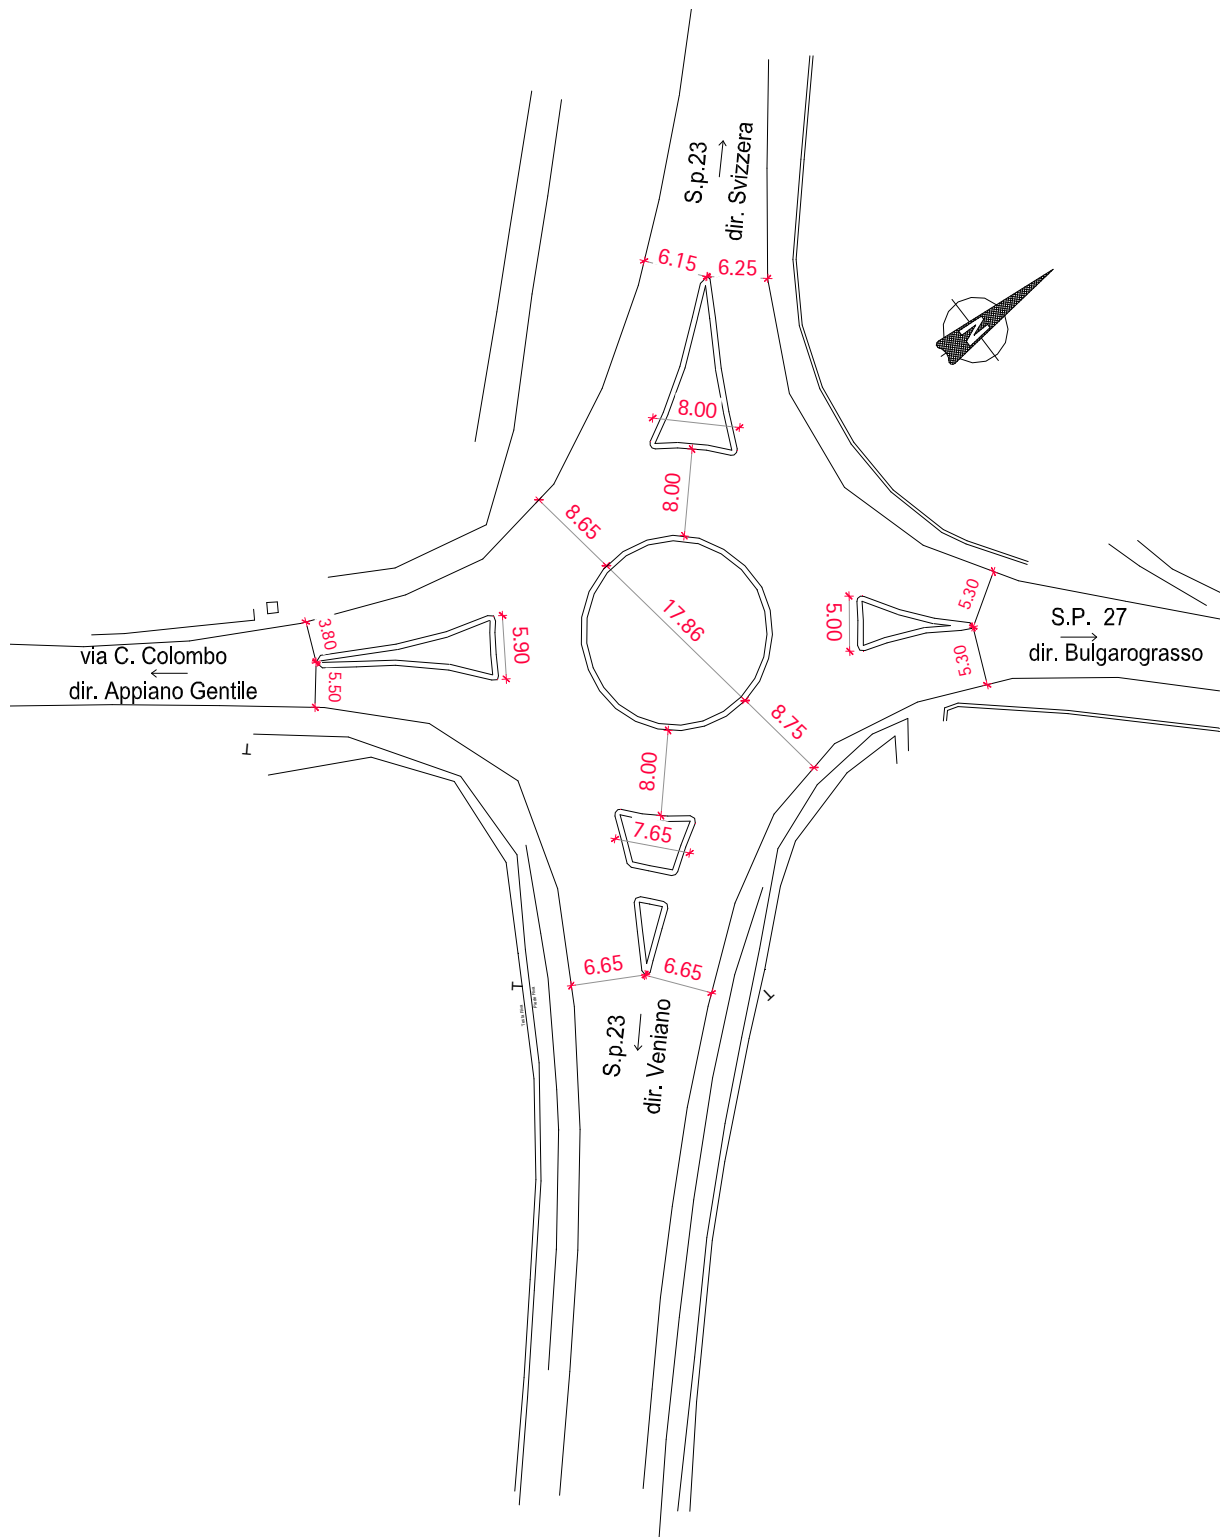 S.p.23
dir. Svizzera
6.15
6.25
N
8.00
8.00
8.65
17.86
5.30
5.00
S.P. 27
dir. Bulgarograsso
5.30
3.80
5.90
via C. Colombo
dir. Appiano Gentile
5.50
8.75
8.00
7.65
6.65
6.65
S.p.23
dir. Veniano